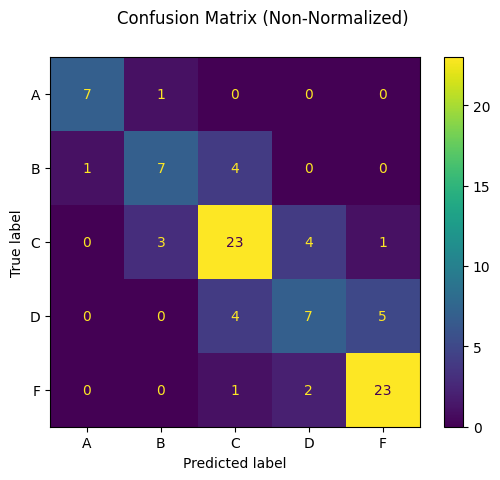 Confusion Matrix (Non-Normalized)
A 7 1 0 0 0
B 1 7 4 0 0
C 0 3 23 4 1
D 0 0 4 7 5
F 0 0 1 2 23
A B C D F
Predicted label
True label
20
15
10
5
0